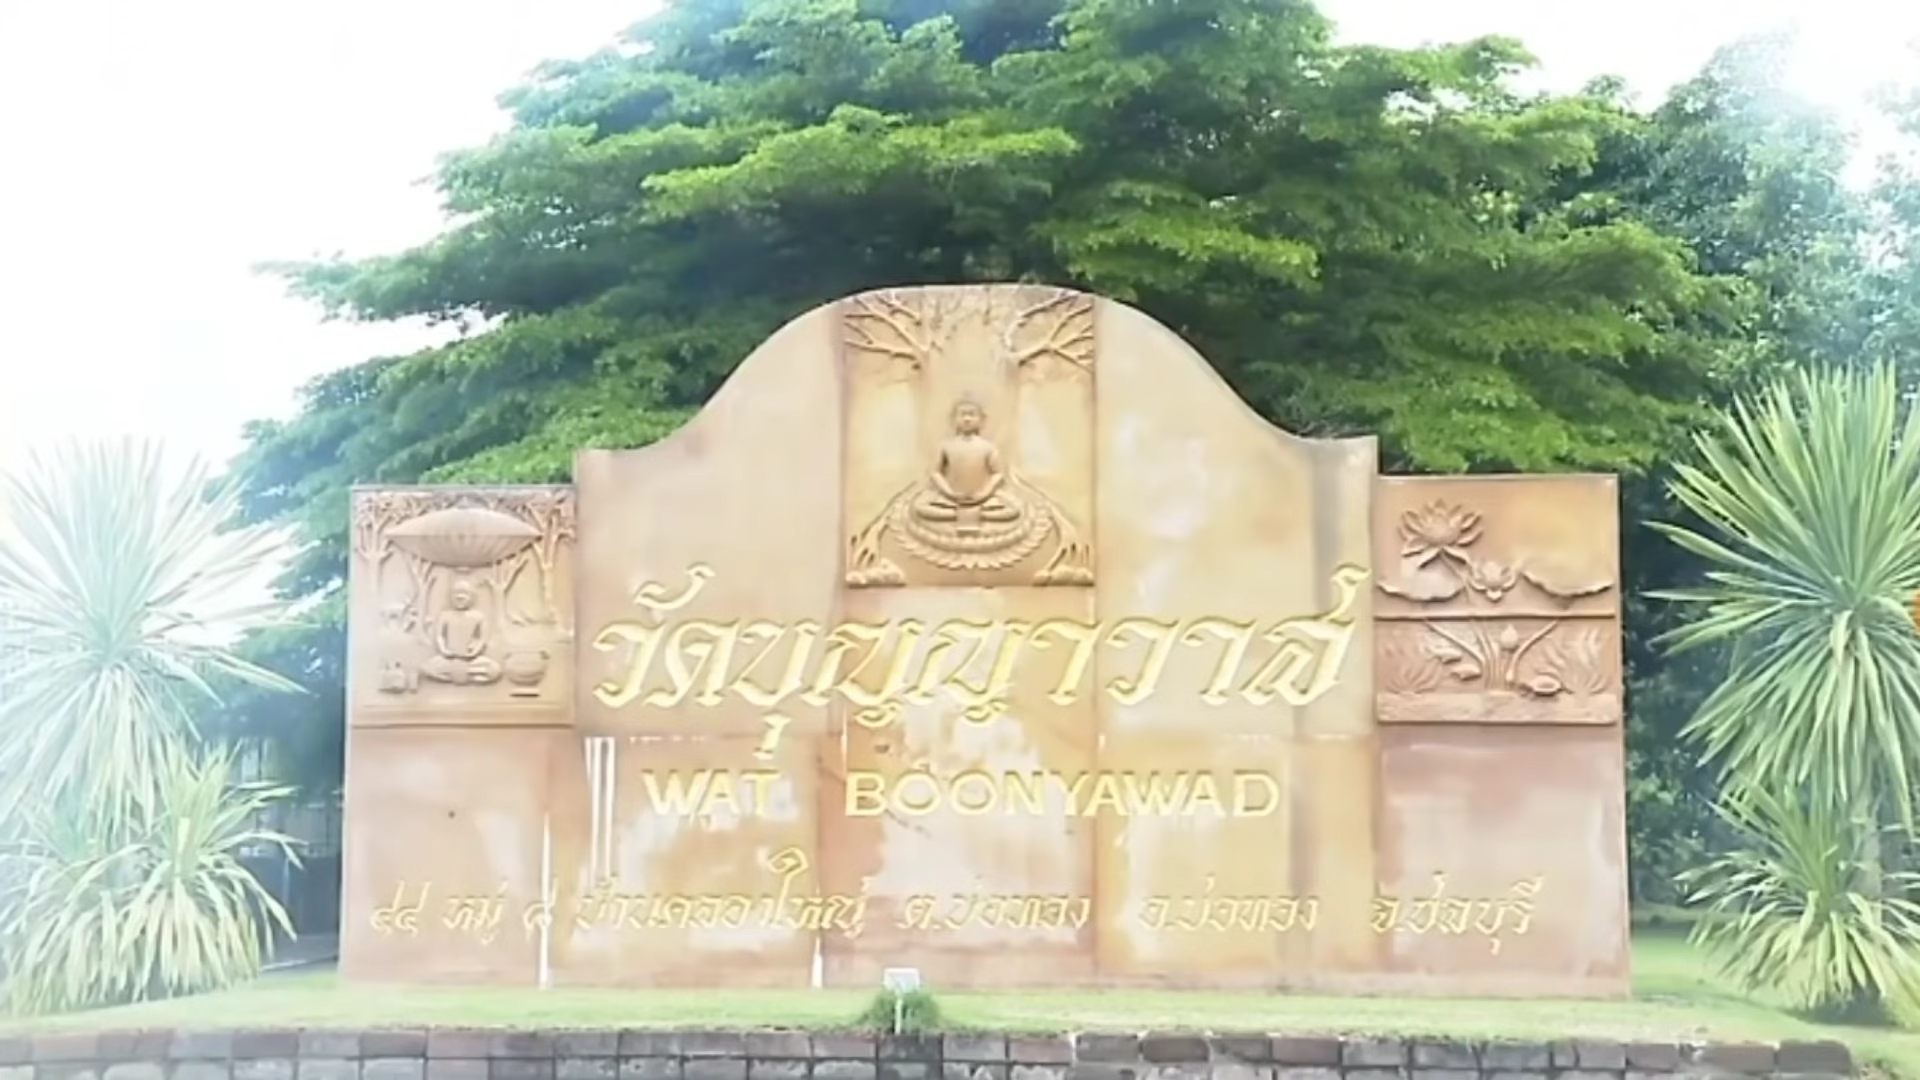 วัดบุญญาวาส
WAT BOONYAWAD
๔๔ หมู่ ๘ บ้านคลองใหญ่ ต.บ่อทอง อ.บ่อทอง จ.ชลบุรี